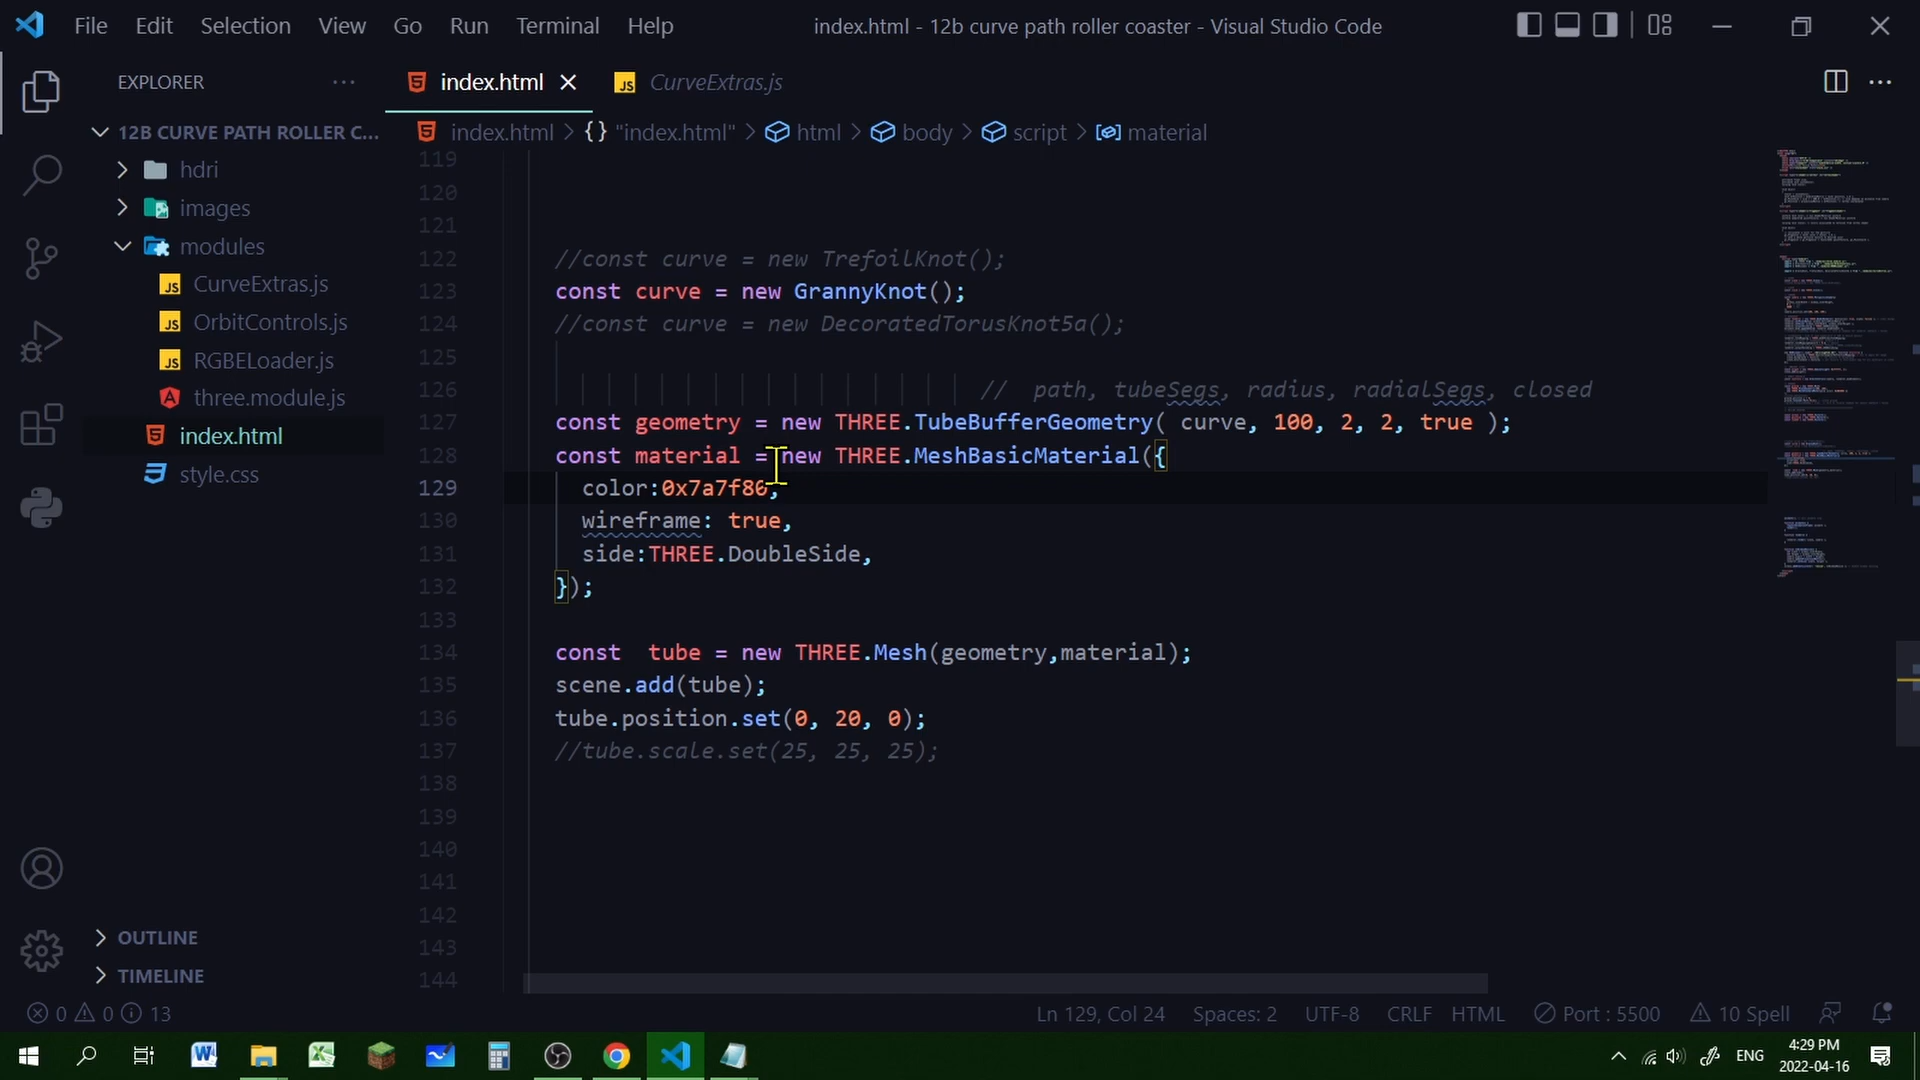 File Edit Selection View Go Run Terminal Help
index.html - 12b curve path roller coaster - Visual Studio Code
EXPLORER
index.html
JS CurveExtras.js
12B CURVE PATH ROLLER C...
index.html > {} "index.html" > html > body > script > material
hdri
images
modules
JS CurveExtras.js
JS OrbitControls.js
JS RGBELoader.js
three.module.js
index.html
style.css
OUTLINE
TIMELINE
119
120
121
122 //const curve = new TrefoilKnot();
123 const curve = new GrannyKnot();
124 //const curve = new DecoratedTorusKnot5a();
125
126 // path, tubeSegs, radius, radialSegs, closed
127 const geometry = new THREE.TubeBufferGeometry( curve, 100, 2, 2, true );
128 const material = new THREE.MeshBasicMaterial({
129 color:0x7a7f80,
130 wireframe: true,
131 side:THREE.DoubleSide,
132 });
133
134 const  tube = new THREE.Mesh(geometry,material);
135 scene.add(tube);
136 tube.position.set(0, 20, 0);
137 //tube.scale.set(25, 25, 25);
138
139
140
141
142
143
144
0 0 13
Ln 129, Col 24 Spaces: 2 UTF-8 CRLF HTML Port : 5500 10 Spell
ENG
4:29 PM
2022-04-16